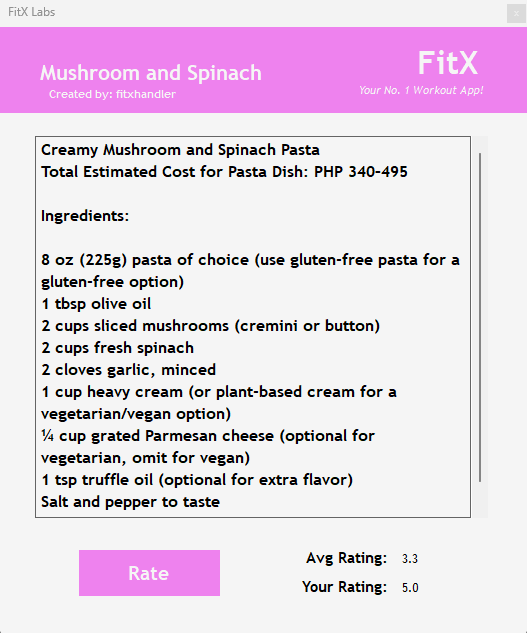 FitX Labs
x
Mushroom and Spinach
Created by: fitxhandler
FitX
Your No. 1 Workout App!
Creamy Mushroom and Spinach Pasta
Total Estimated Cost for Pasta Dish: PHP 340-495
Ingredients:
8 oz (225g) pasta of choice (use gluten-free pasta for a
gluten-free option)
1 tbsp olive oil
2 cups sliced mushrooms (cremini or button)
2 cups fresh spinach
2 cloves garlic, minced
1 cup heavy cream (or plant-based cream for a
vegetarian/vegan option)
¼ cup grated Parmesan cheese (optional for
vegetarian, omit for vegan)
1 tsp truffle oil (optional for extra flavor)
Salt and pepper to taste
Rate
Avg Rating: 3.3
Your Rating: 5.0